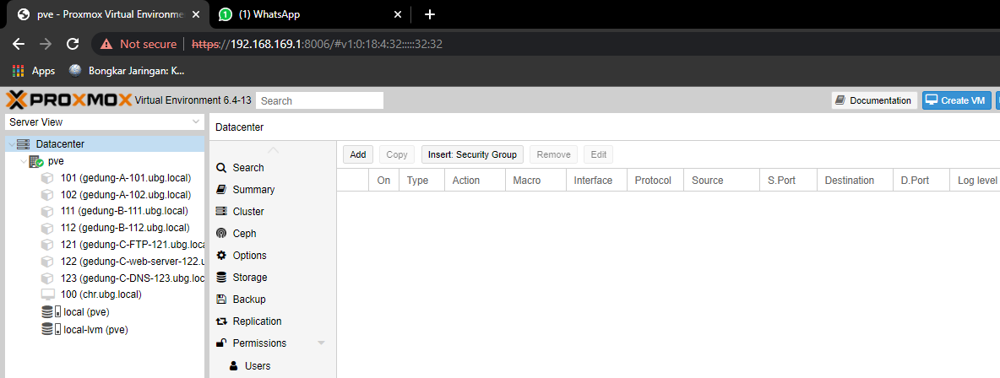 pve - Proxmox Virtual Environme
(1) WhatsApp
Not secure | https://192.168.169.1:8006/#v1:0:18:4:32:::::32:32
Apps Bongkar Jaringan: K...
PROXMOX Virtual Environment 6.4-13 Search Documentation Create VM
Server View
Datacenter
pve
101 (gedung-A-101.ubg.local)
102 (gedung-A-102.ubg.local)
111 (gedung-B-111.ubg.local)
112 (gedung-B-112.ubg.local)
121 (gedung-C-FTP-121.ubg.loca
122 (gedung-C-web-server-122.u
123 (gedung-C-DNS-123.ubg.loc
100 (chr.ubg.local)
local (pve)
local-lvm (pve)
Datacenter
Search
Summary
Cluster
Ceph
Options
Storage
Backup
Replication
Permissions
Users
Add Copy Insert: Security Group Remove Edit
On Type Action Macro Interface Protocol Source S.Port Destination D.Port Log level